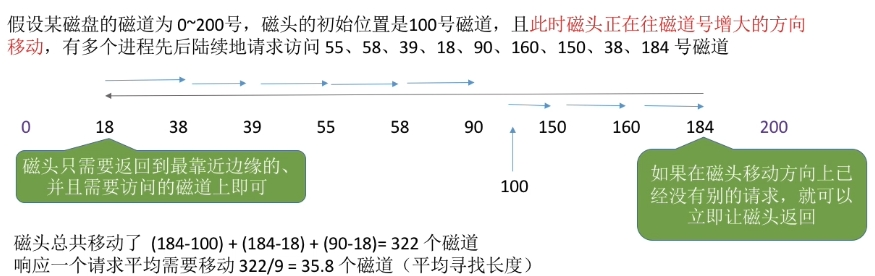 假设某磁盘的磁道为 0~200号，磁头的初始位置是100号磁道，且此时磁头正在往磁道号增大的方向
移动，有多个进程先后陆续地请求访问 55、58、39、18、90、160、150、38、184 号磁道
0 18 38 39 55 58 90 150 160 184 200
磁头只需要返回到最靠近边缘的、
并且需要访问的磁道上即可
100
如果在磁头移动方向上已
经没有别的请求，就可以
立即让磁头返回
磁头总共移动了 (184-100) + (184-18) + (90-18)= 322 个磁道
响应一个请求平均需要移动 322/9 = 35.8 个磁道（平均寻找长度）